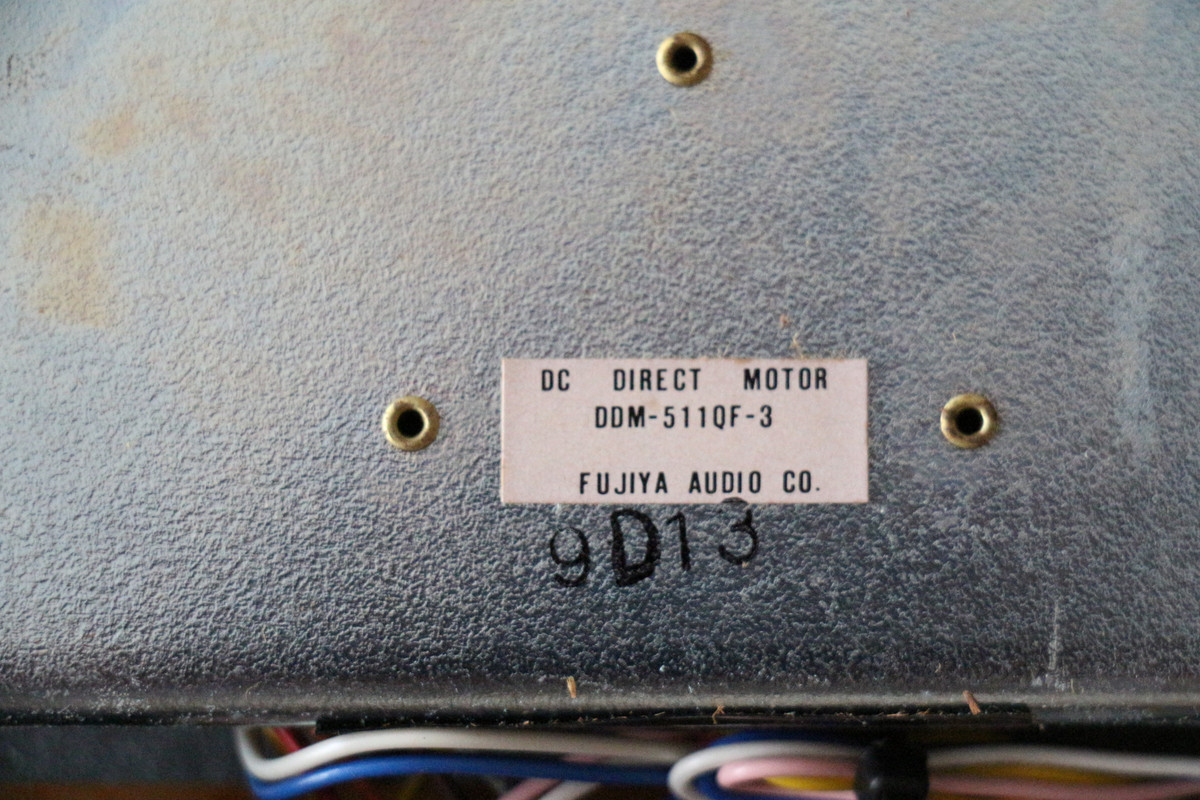 DC DIRECT MOTOR
DDM-511QF-3
FUJIYA AUDIO CO.
9D13